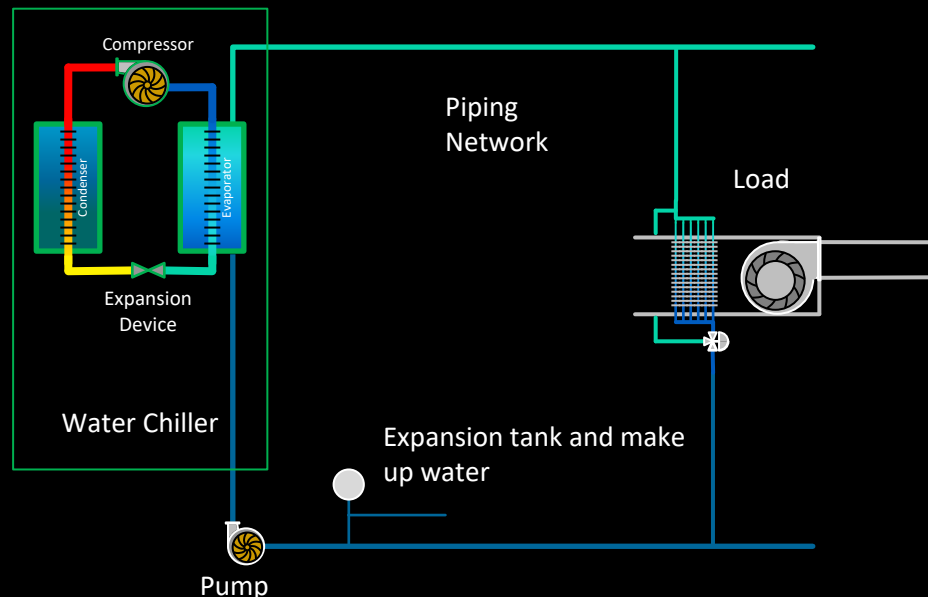 Compressor
Condenser
Evaporator
Expansion
Device
Water Chiller
Piping
Network
Load
Expansion tank and make
up water
Pump